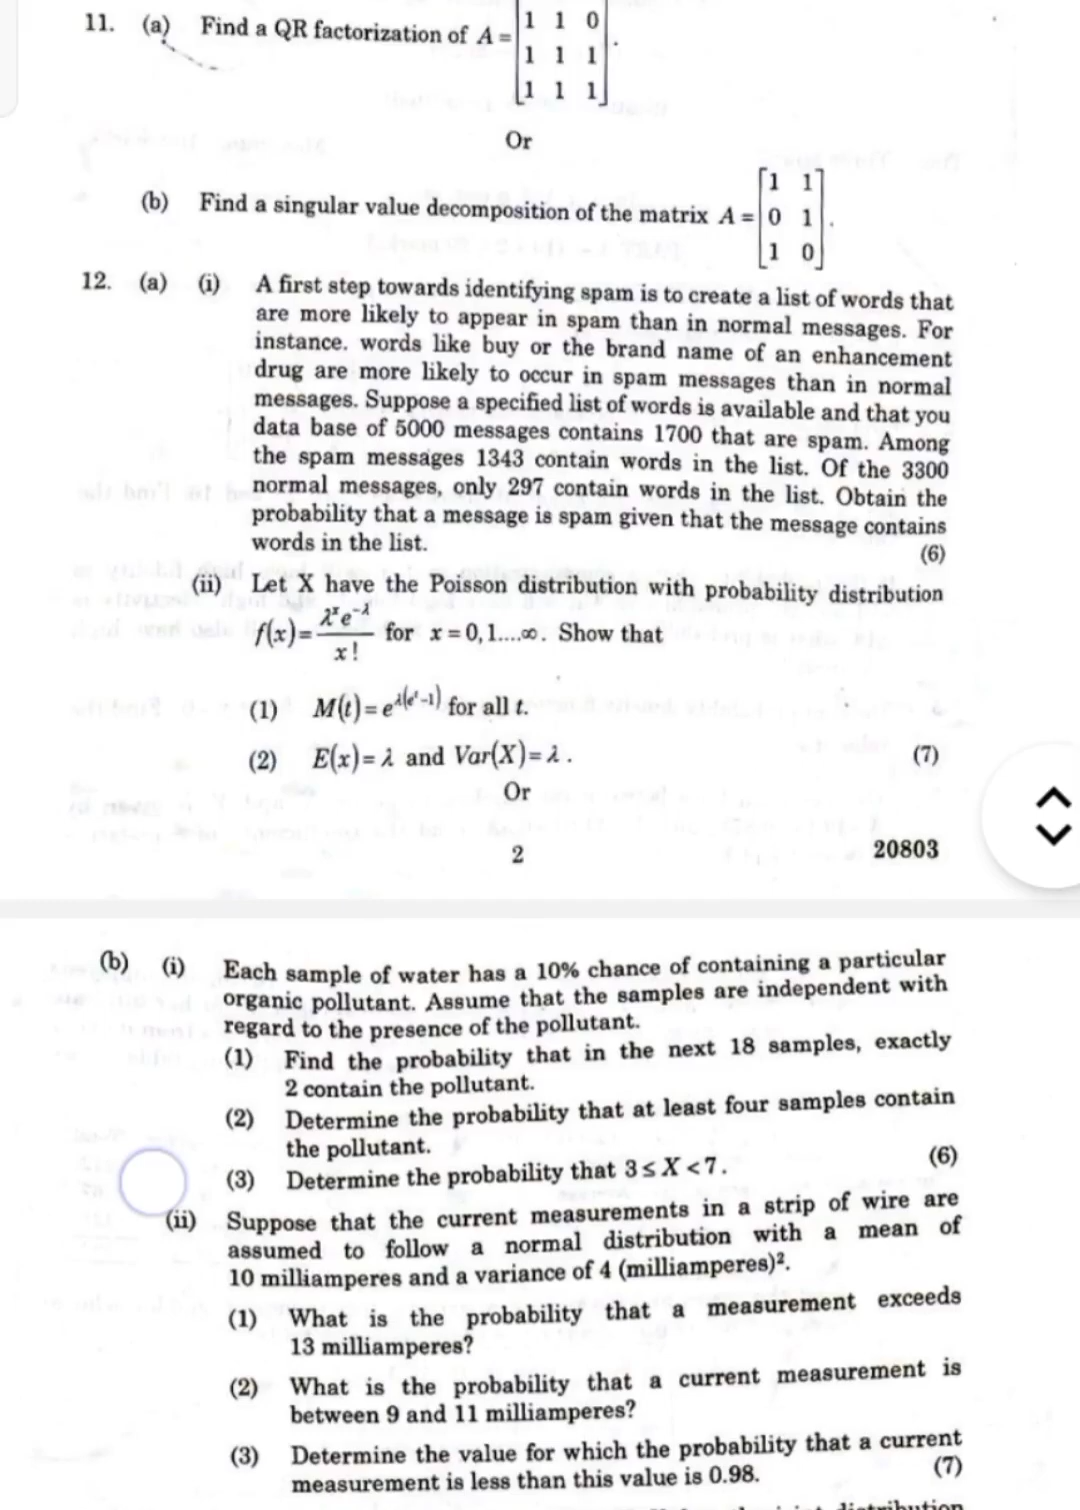 11. (a) Find a QR factorization of A = [1 1 0
1 1 1
1 1 1].
Or
(b) Find a singular value decomposition of the matrix A = [1 1
0 1
1 0].
12. (a) (i) A first step towards identifying spam is to create a list of words that
are more likely to appear in spam than in normal messages. For
instance. words like buy or the brand name of an enhancement
drug are more likely to occur in spam messages than in normal
messages. Suppose a specified list of words is available and that you
data base of 5000 messages contains 1700 that are spam. Among
the spam messages 1343 contain words in the list. Of the 3300
normal messages, only 297 contain words in the list. Obtain the
probability that a message is spam given that the message contains
words in the list. (6)
(ii) Let X have the Poisson distribution with probability distribution
f(x) = λ^x e^-λ / x! for x = 0, 1....∞. Show that
(1) M(t) = e^λ(e^t -1) for all t.
(2) E(x) = λ and Var(X) = λ. (7)
Or
2 20803
(b) (i) Each sample of water has a 10% chance of containing a particular
organic pollutant. Assume that the samples are independent with
regard to the presence of the pollutant.
(1) Find the probability that in the next 18 samples, exactly
2 contain the pollutant.
(2) Determine the probability that at least four samples contain
the pollutant.
(3) Determine the probability that 3 ≤ X < 7. (6)
(ii) Suppose that the current measurements in a strip of wire are
assumed to follow a normal distribution with a mean of
10 milliamperes and a variance of 4 (milliamperes)².
(1) What is the probability that a measurement exceeds
13 milliamperes?
(2) What is the probability that a current measurement is
between 9 and 11 milliamperes?
(3) Determine the value for which the probability that a current
measurement is less than this value is 0.98. (7)